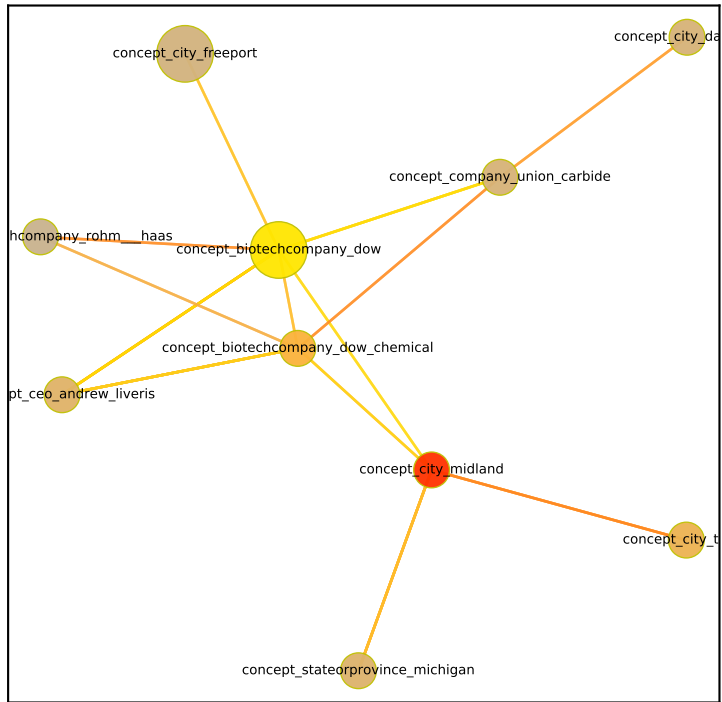 concept_city_da
concept_city_freeport
concept_company_union_carbide
hcompany_rohm___haas
concept_biotechcompany_dow
concept_biotechcompany_dow_chemical
pt_ceo_andrew_liveris
concept_city_midland
concept_city_t
concept_stateorprovince_michigan